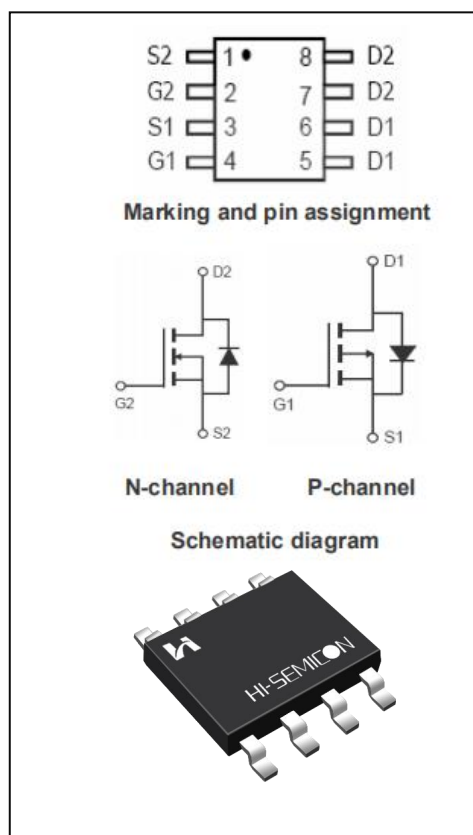 S2 1 8 D2
G2 2 7 D2
S1 3 6 D1
G1 4 5 D1
Marking and pin assignment
D2 D1
G2 G1
S2 S1
N-channel P-channel
Schematic diagram
HI-SEMICON